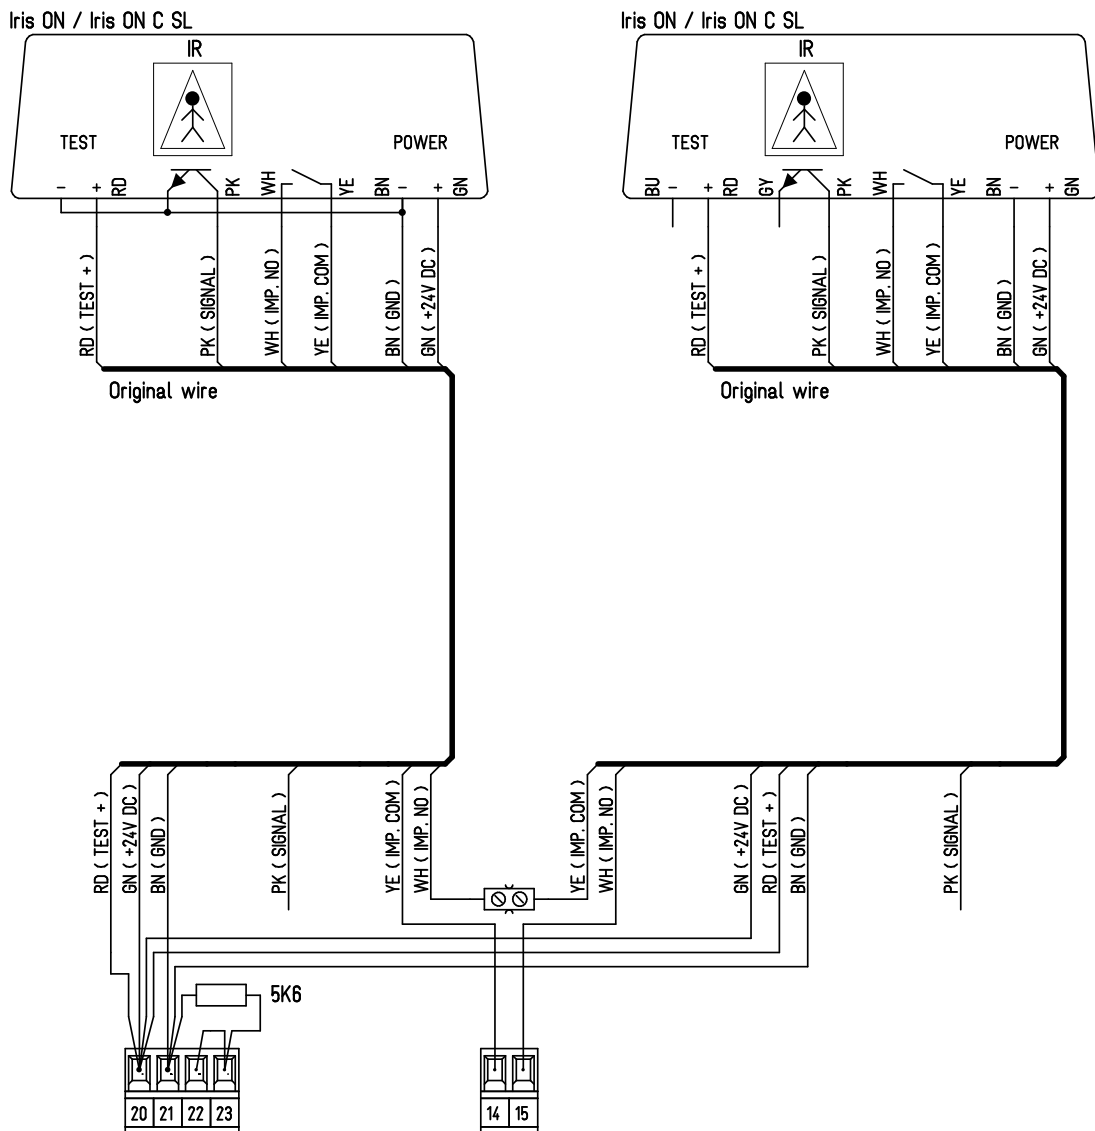 Iris ON / Iris ON C SL
Iris ON / Iris ON C SL
IR
IR
TEST
POWER
TEST
POWER
- + RD PK WH YE BN - + GN
BU - + RD GY PK WH YE BN - + GN
RD ( TEST + )
PK ( SIGNAL )
WH ( IMP. NO )
YE ( IMP. COM )
BN ( GND )
GN ( +24V DC )
RD ( TEST + )
PK ( SIGNAL )
WH ( IMP. NO )
YE ( IMP. COM )
BN ( GND )
GN ( +24V DC )
Original wire
Original wire
RD ( TEST + )
GN ( +24V DC )
BN ( GND )
PK ( SIGNAL )
YE ( IMP. COM )
WH ( IMP. NO )
YE ( IMP. COM )
WH ( IMP. NO )
GN ( +24V DC )
RD ( TEST + )
BN ( GND )
PK ( SIGNAL )
5K6
20 21 22 23
14 15